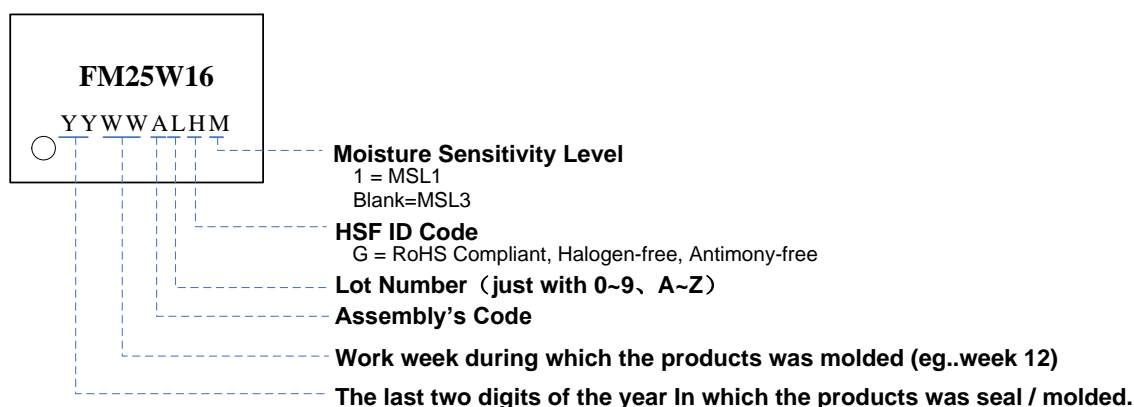 FM25W16
YYWWALHM
Moisture Sensitivity Level
1 = MSL1
Blank=MSL3
HSF ID Code
G = RoHS Compliant, Halogen-free, Antimony-free
Lot Number（just with 0~9、A~Z）
Assembly's Code
Work week during which the products was molded (eg..week 12)
The last two digits of the year In which the products was seal / molded.